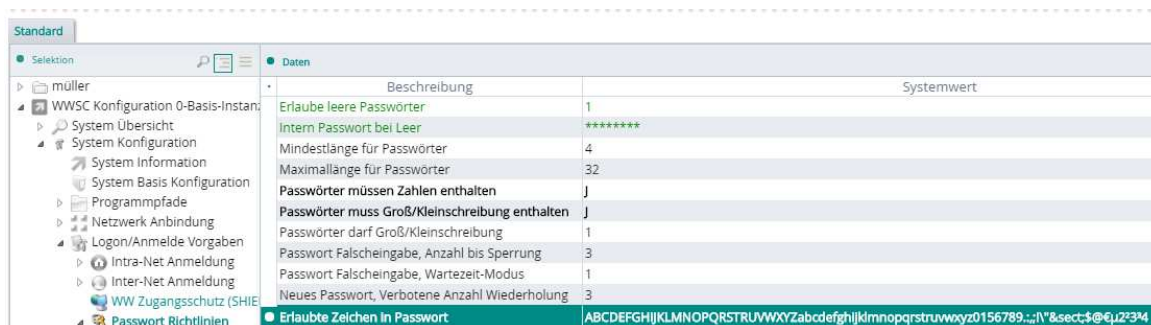 Standard
Selektion
Daten
müller
WWSC Konfiguration 0-Basis-Instan
System Übersicht
System Konfiguration
System Information
System Basis Konfiguration
Programmpfade
Netzwerk Anbindung
Logon/Anmelde Vorgaben
Intra-Net Anmeldung
Inter-Net Anmeldung
WW Zugangsschutz (SHIE
Passwort Richtlinien
Beschreibung Systemwert
Erlaube leere Passwörter 1
Intern Passwort bei Leer ********
Mindestlänge für Passwörter 4
Maximallänge für Passwörter 32
Passwörter müssen Zahlen enthalten J
Passwörter muss Groß/Kleinschreibung enthalten J
Passwörter darf Groß/Kleinschreibung 1
Passwort Falscheingabe, Anzahl bis Sperrung 3
Passwort Falscheingabe, Wartezeit-Modus 1
Neues Passwort, Verbotene Anzahl Wiederholung 3
Erlaubte Zeichen in Passwort ABCDEFGHIJKLMNOPQRSTRUVWXYZabcdefghijklmnopqrstruvwxyz0156789.:,;/\"&sect;$@€µ2²3³4